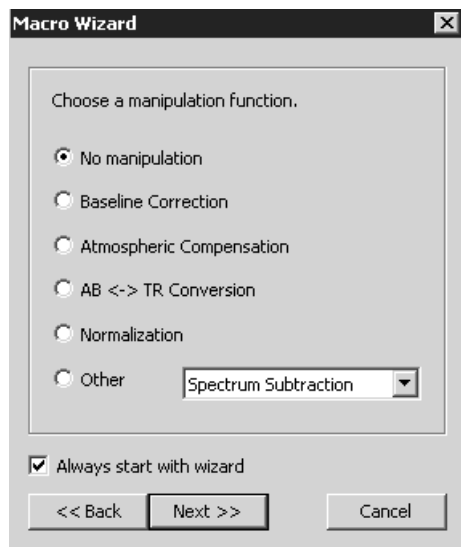 Macro Wizard
Choose a manipulation function.
No manipulation
Baseline Correction
Atmospheric Compensation
AB <-> TR Conversion
Normalization
Other Spectrum Subtraction
Always start with wizard
<< Back Next >> Cancel